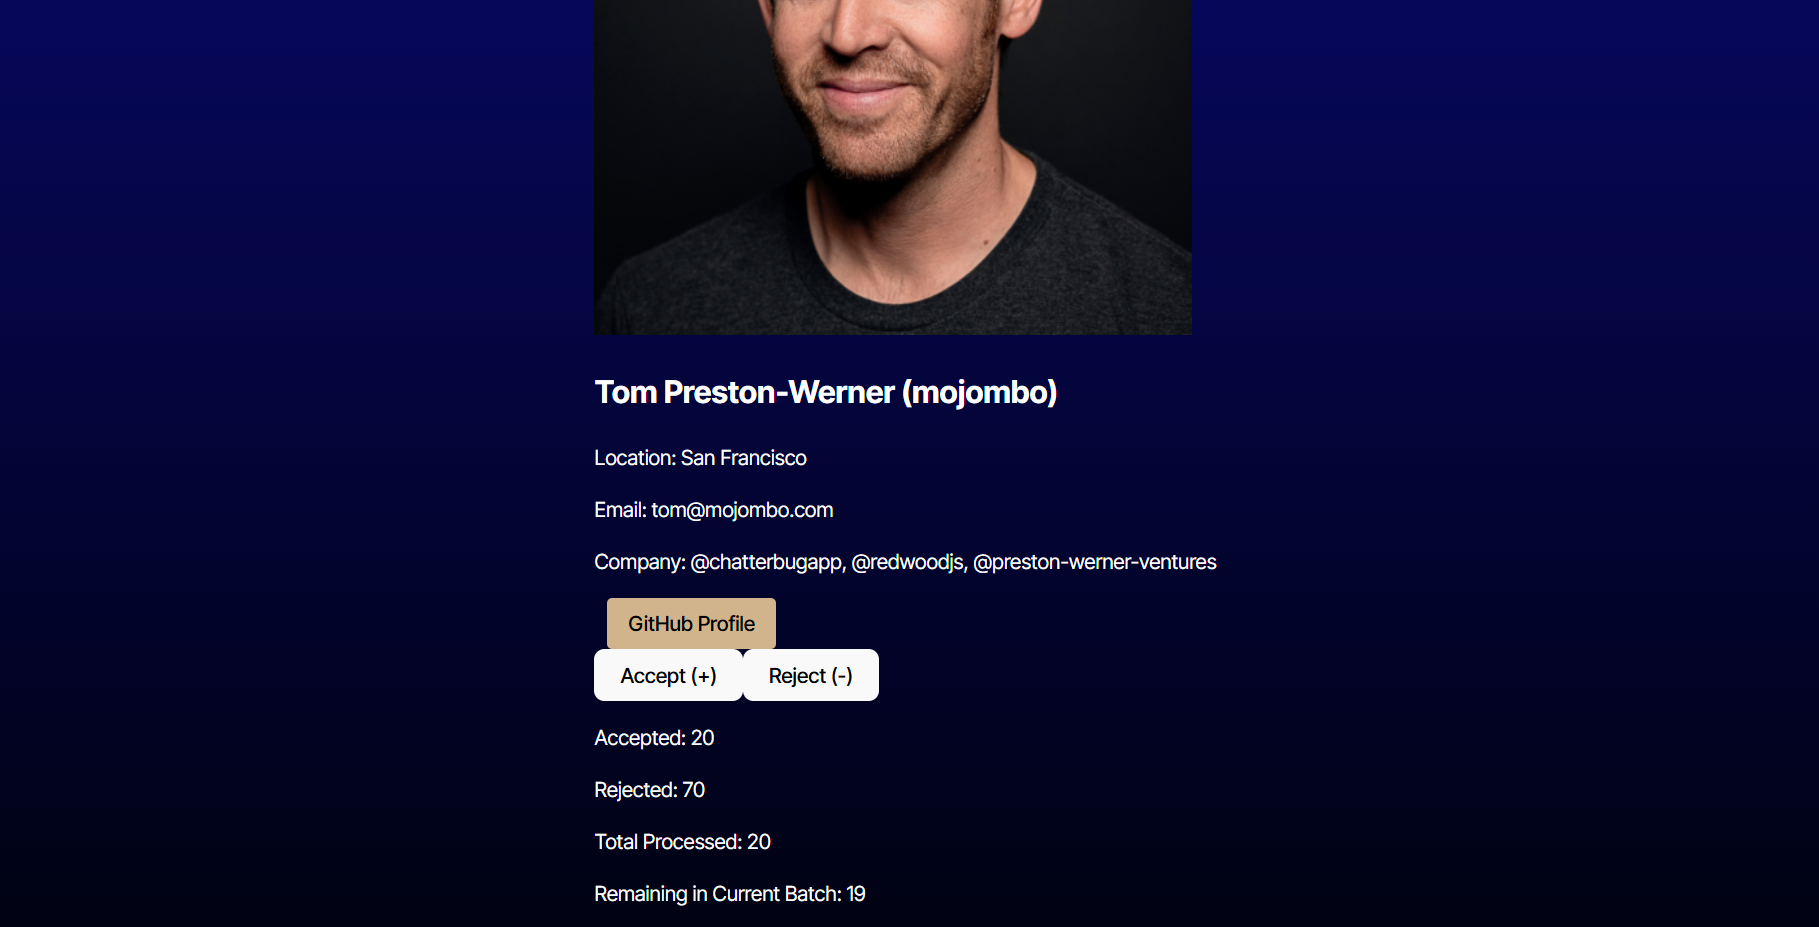 Tom Preston-Werner (mojombo)
Location: San Francisco
Email: tom@mojombo.com
Company: @chatterbugapp, @redwoodjs, @preston-werner-ventures
GitHub Profile
Accept (+) Reject (-)
Accepted: 20
Rejected: 70
Total Processed: 20
Remaining in Current Batch: 19